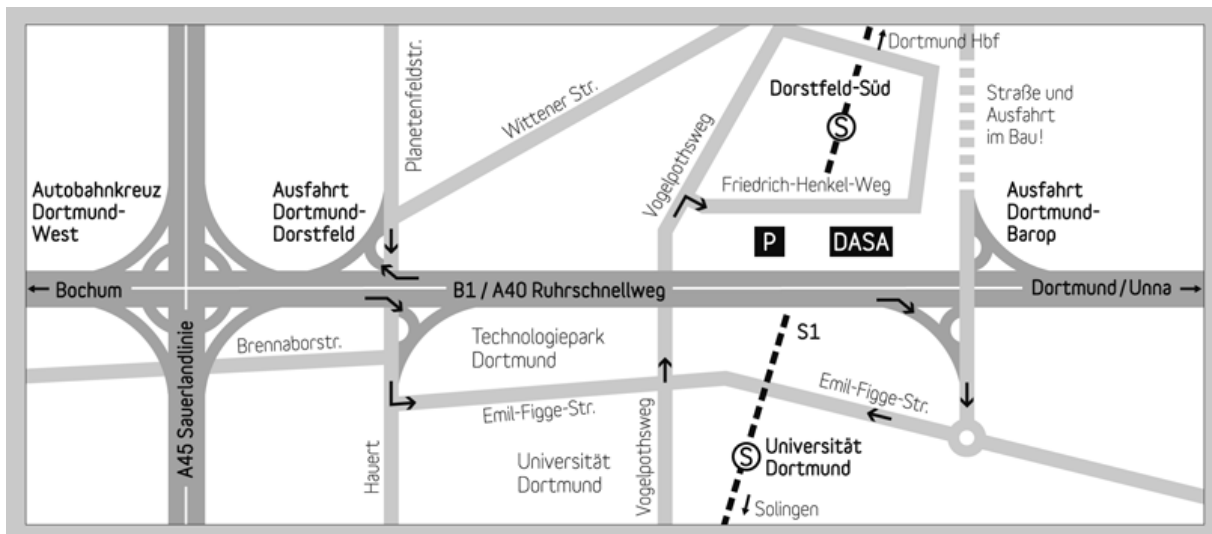 Planetenfeldstr.
Wittener Str.
Vogelpothsweg
Dortmund Hbf
Dorstfeld-Süd
S
Straße und
Ausfahrt
im Bau!
Friedrich-Henkel-Weg
Autobahnkreuz
Dortmund-
West
Ausfahrt
Dortmund-
Dorstfeld
Ausfahrt
Dortmund-
Barop
P
DASA
← Bochum
B1 / A40 Ruhrschnellweg
Dortmund / Unna →
A45 Sauerlandlinie
Brennaborstr.
Technologiepark
Dortmund
S1
Emil-Figge-Str.
Emil-Figge-Str.
Hauert
Universität
Dortmund
Vogelpothsweg
S
Universität
Dortmund
Solingen